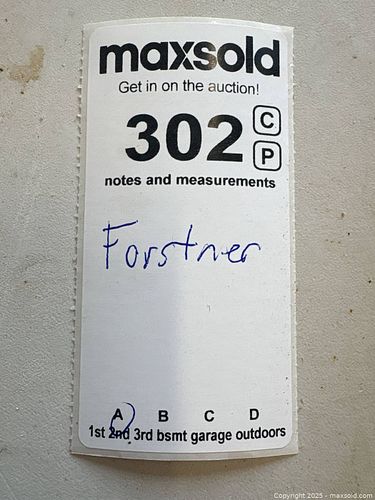 maxsold
Get in on the auction!
302 C
P
notes and measurements
Forstner
A B C D
1st 2nd 3rd bsmt garage outdoors
Copyright 2025 - maxsold.com